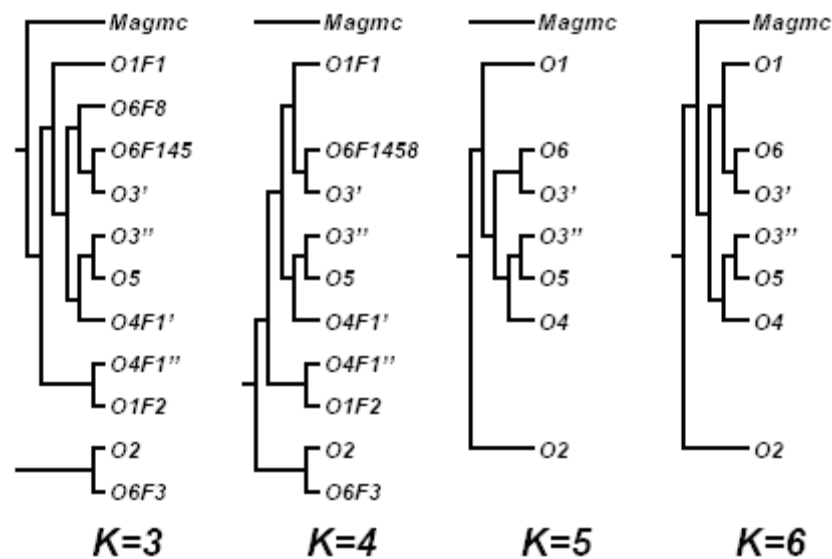 Magmc Magmc Magmc Magmc
O1F1 O1F1 O1 O1
O6F8
O6F145 O6F1458 O6 O6
O3' O3' O3' O3'
O3'' O3'' O3'' O3''
O5 O5 O5 O5
O4F1' O4F1' O4 O4
O4F1'' O4F1''
O1F2 O1F2
O2 O2 O2 O2
O6F3 O6F3
K=3 K=4 K=5 K=6